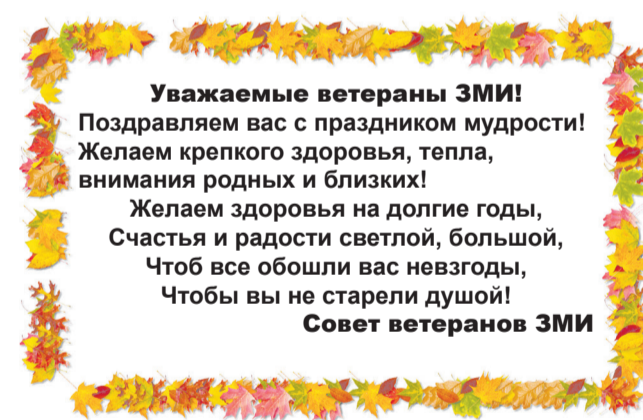 Уважаемые ветераны ЗМИ!
Поздравляем вас с праздником мудрости!
Желаем крепкого здоровья, тепла,
внимания родных и близких!
Желаем здоровья на долгие годы,
Счастья и радости светлой, большой,
Чтоб все обошли вас невзгоды,
Чтобы вы не старели душой!
Совет ветеранов ЗМИ